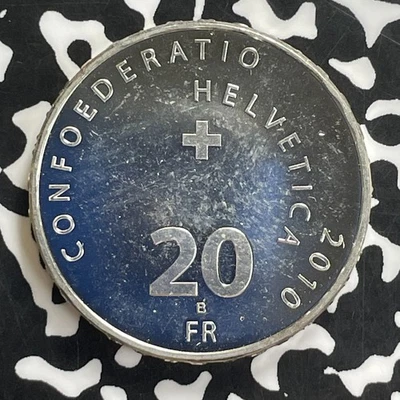 CONFOEDERATIO
HELVETICA 2010
20
B
FR